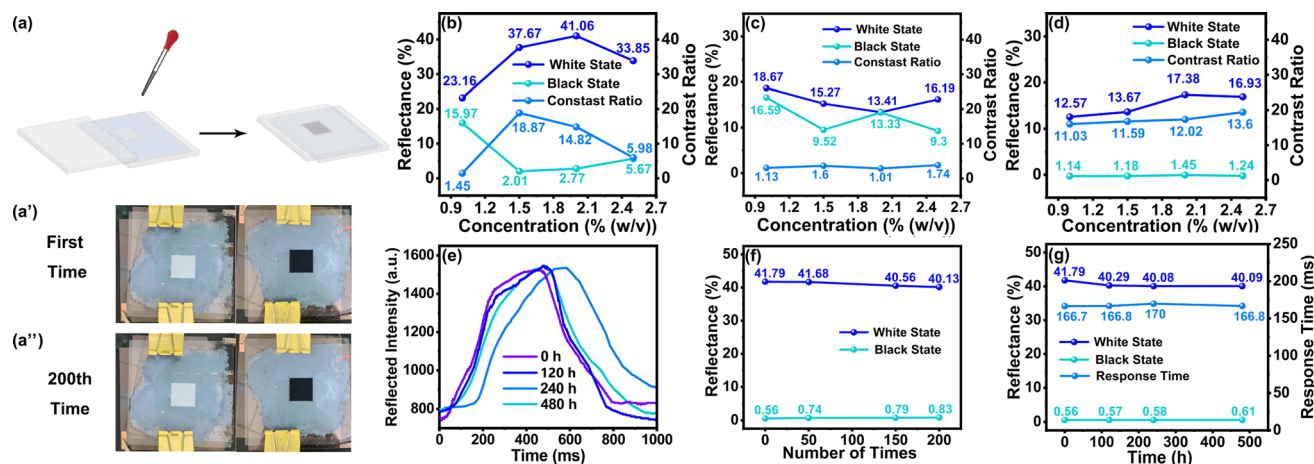 (a)
(a')
First
Time
(a'')
200th
Time
(b)
Reflectance (%)
40
30
20
10
0
23.16
37.67
41.06
33.85
White State
Black State
Constast Ratio
15.97
18.87
14.82
5.98
1.45
2.01
2.77
5.67
40
30
20
10
0
Contrast Ratio
0.9 1.2 1.5 1.8 2.1 2.4 2.7
Concentration (% (w/v))
(c)
Reflectance (%)
30
20
10
0
White State
Black State
Constast Ratio
18.67
15.27
13.41
16.19
16.59
9.52
13.33
9.3
1.13
1.6
1.01
1.74
40
30
20
10
0
Contrast Ratio
0.9 1.2 1.5 1.8 2.1 2.4 2.7
Concentration (% (w/v))
(d)
Reflectance (%)
30
20
10
0
White State
Black State
Contrast Ratio
12.57
13.67
17.38
16.93
11.03
11.59
12.02
13.6
1.14
1.18
1.45
1.24
40
30
20
10
0
Contrast Ratio
0.9 1.2 1.5 1.8 2.1 2.4 2.7
Concentration (% (w/v))
(e)
Reflected Intensity (a.u.)
1600
1400
1200
1000
800
0 h
120 h
240 h
480 h
0 200 400 600 800 1000
Time (ms)
(f)
Reflectance (%)
50
40
30
20
10
0
41.79 41.68 40.56 40.13
White State
Black State
0.56 0.74 0.79 0.83
0 50 100 150 200
Number of Times
(g)
Reflectance (%)
50
40
30
20
10
0
41.79 40.29 40.08 40.09
166.7 166.8 170 166.8
White State
Black State
Response Time
0.56 0.57 0.58 0.61
250
200
150
100
50
0
Response Time (ms)
0 100 200 300 400 500
Time (h)